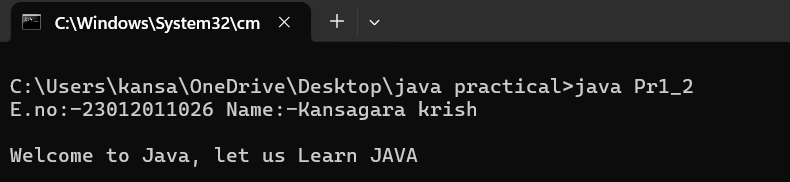 C:\Windows\System32\cm
C:\Users\kansa\OneDrive\Desktop\java practical>java Pr1_2
E.no:-23012011026 Name:-Kansagara krish
Welcome to Java, let us Learn JAVA